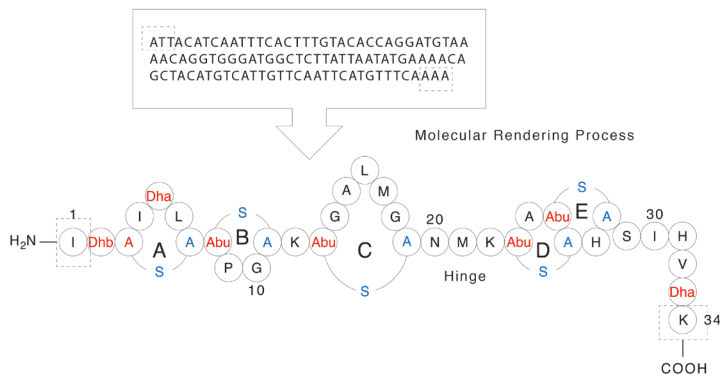 ATTACATCAATTTCACTTTGTACACCAGGATGTAA
AACAGGTGGGATGGCTCTTATTAATATGAAAACA
GCTACATGTCATTGTTCAATTCATGTTTCAAAA
Molecular Rendering Process
H₂N
1
I
Dhb
A
I
Dha
L
A
A
S
Abu
P
G
A
B
S
10
K
Abu
G
A
L
M
G
A
C
S
20
N
M
K
Hinge
Abu
A
Abu
A
H
A
D
S
E
S
S
I
30
H
V
Dha
K
34
COOH